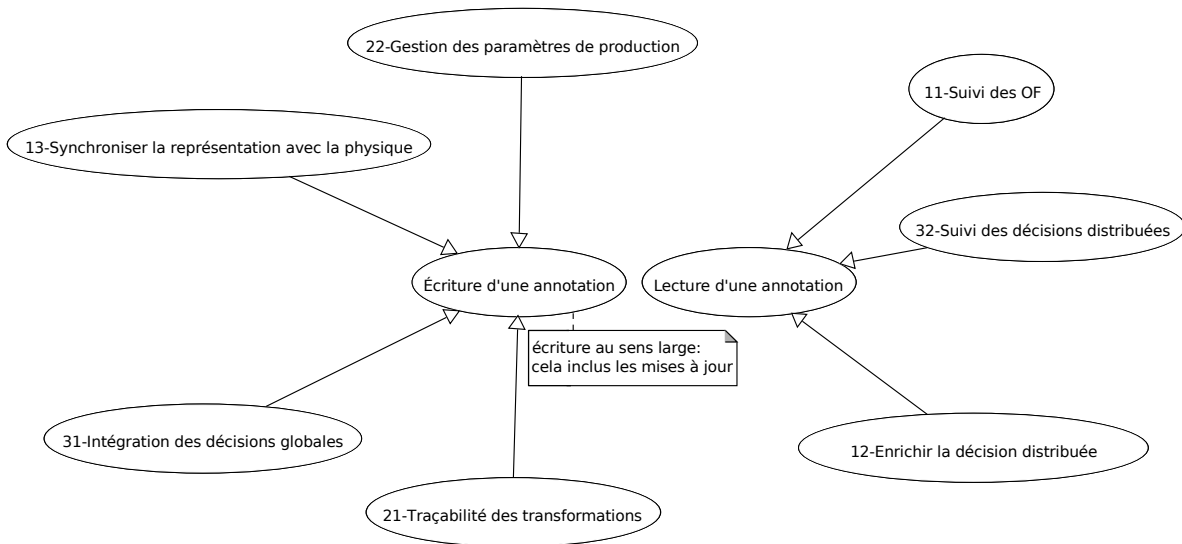 22-Gestion des paramètres de production
11-Suivi des OF
13-Synchroniser la représentation avec la physique
32-Suivi des décisions distribuées
Écriture d'une annotation
Lecture d'une annotation
écriture au sens large:
cela inclus les mises à jour
31-Intégration des décisions globales
12-Enrichir la décision distribuée
21-Traçabilité des transformations